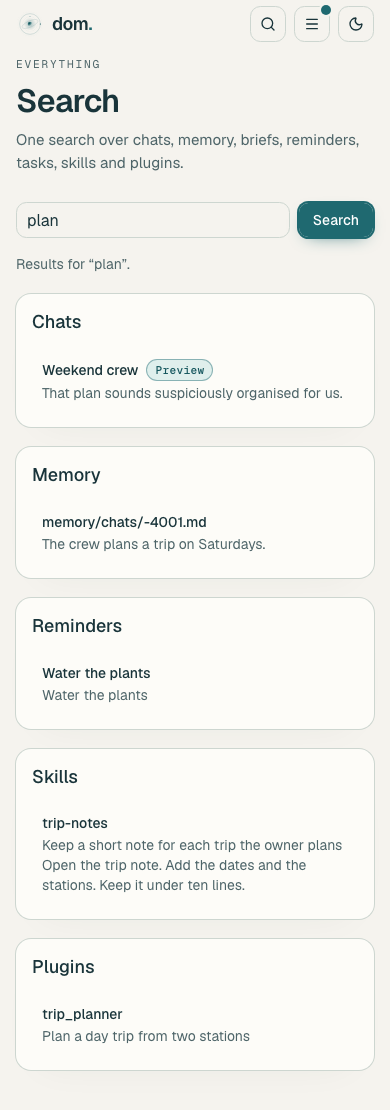 dom.
EVERYTHING
Search
One search over chats, memory, briefs, reminders,
tasks, skills and plugins.
plan
Search
Results for “plan”.
Chats
Weekend crew Preview
That plan sounds suspiciously organised for us.
Memory
memory/chats/-4001.md
The crew plans a trip on Saturdays.
Reminders
Water the plants
Water the plants
Skills
trip-notes
Keep a short note for each trip the owner plans
Open the trip note. Add the dates and the
stations. Keep it under ten lines.
Plugins
trip_planner
Plan a day trip from two stations